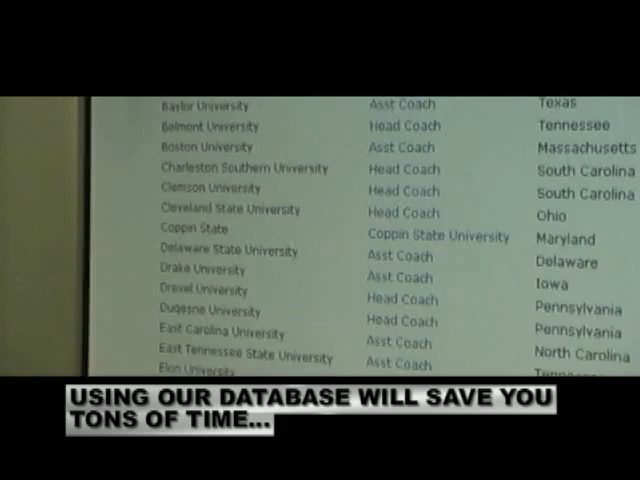 Baylor University Asst Coach Texas
Belmont University Head Coach Tennessee
Boston University Asst Coach Massachusetts
Charleston Southern University Head Coach South Carolina
Clemson University Head Coach South Carolina
Cleveland State University Head Coach Ohio
Coppin State Coppin State University Maryland
Delaware State University Asst Coach Delaware
Drake University Asst Coach Iowa
Drexel University Head Coach Pennsylvania
Duqesne University Head Coach Pennsylvania
East Carolina University Asst Coach North Carolina
East Tennessee State University Asst Coach Tennessee
Elon University
USING OUR DATABASE WILL SAVE YOU
TONS OF TIME...